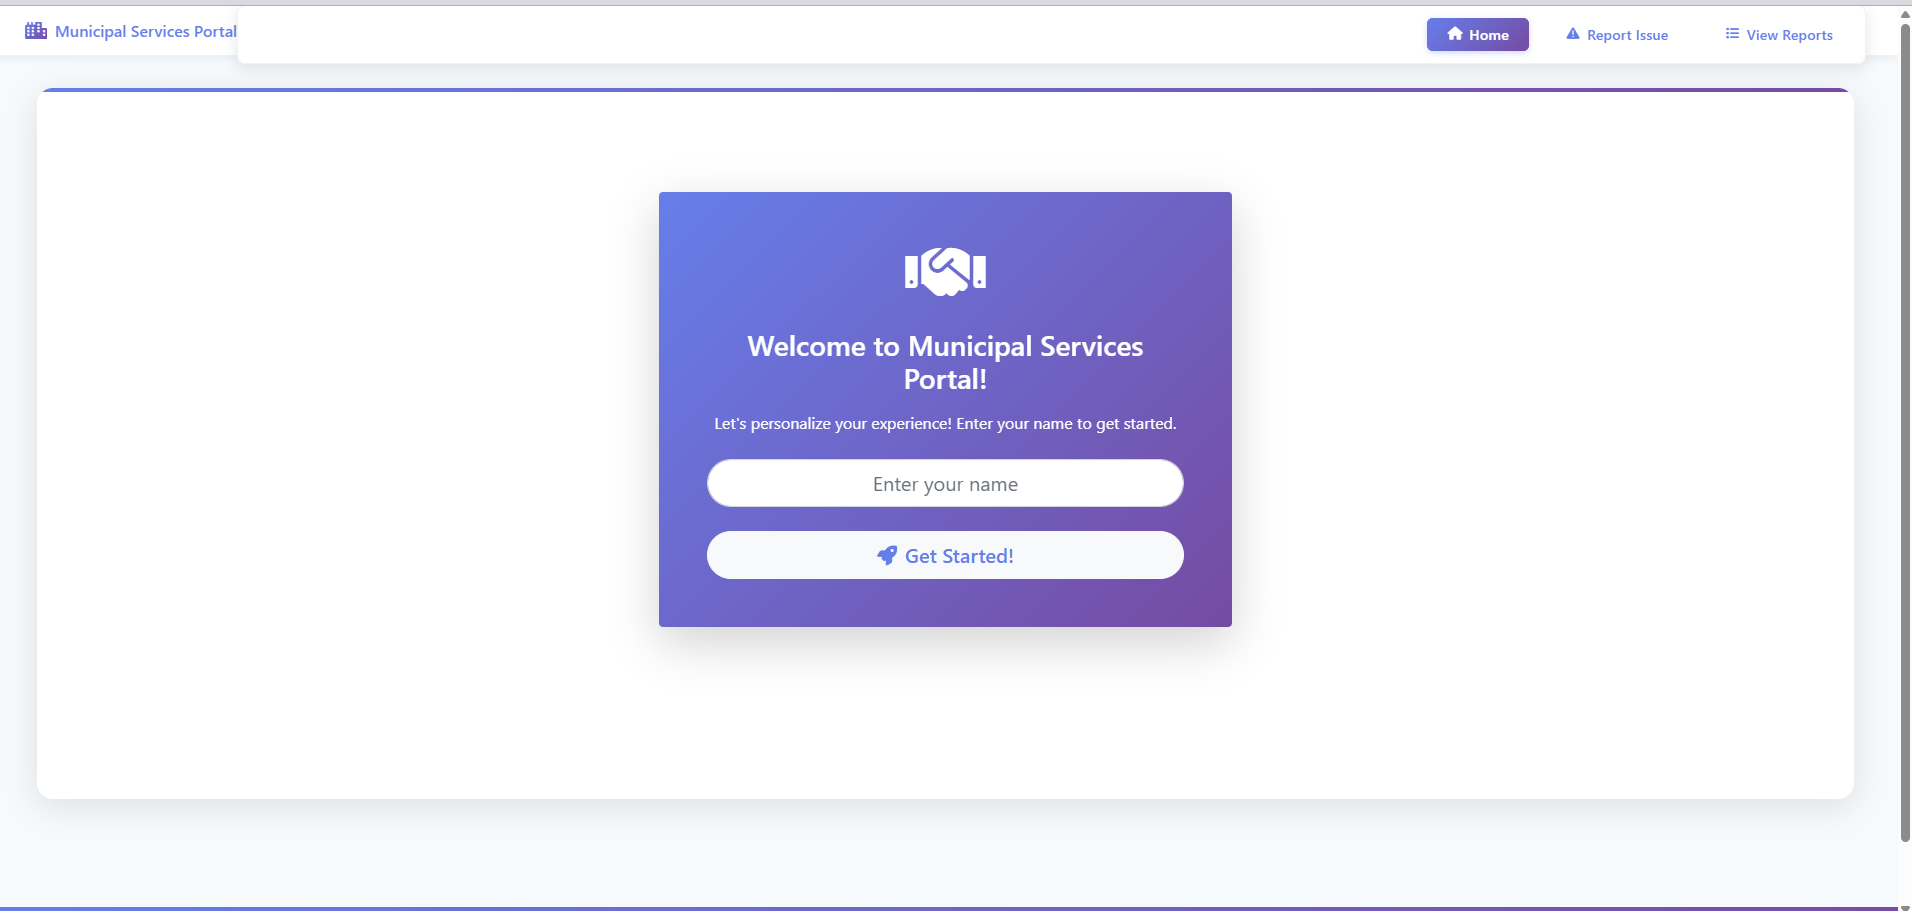 Municipal Services Portal
Home
Report Issue
View Reports
Welcome to Municipal Services
Portal!
Let's personalize your experience! Enter your name to get started.
Enter your name
Get Started!